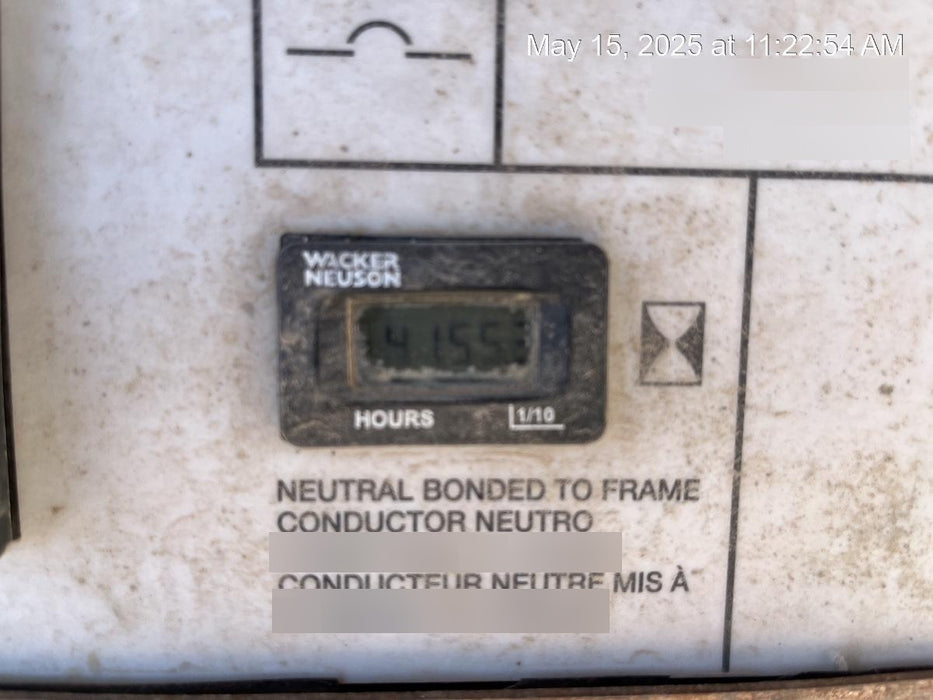 May 15, 2025 at 11:22:54 AM
WACKER
NEUSON
4155
HOURS 1/10
NEUTRAL BONDED TO FRAME
CONDUCTOR NEUTRO
CONDUCTEUR NEUTRE MIS À